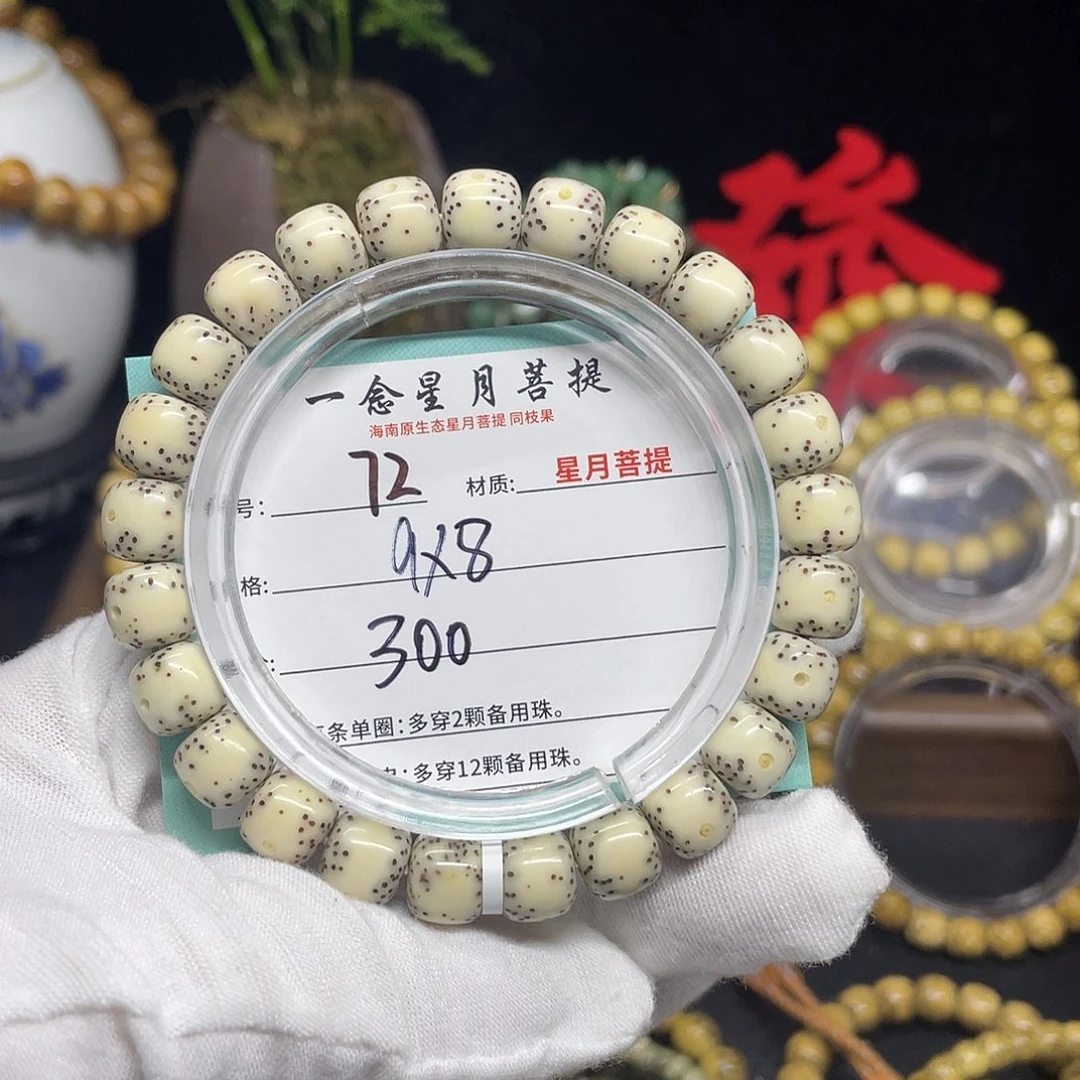 一念星月菩提
海南原生态星月菩提 同枝果
号: 72 材质: 星月菩提
格: 9x8
: 300
条单圈:多穿2颗备用珠。
:多穿12颗备用珠。